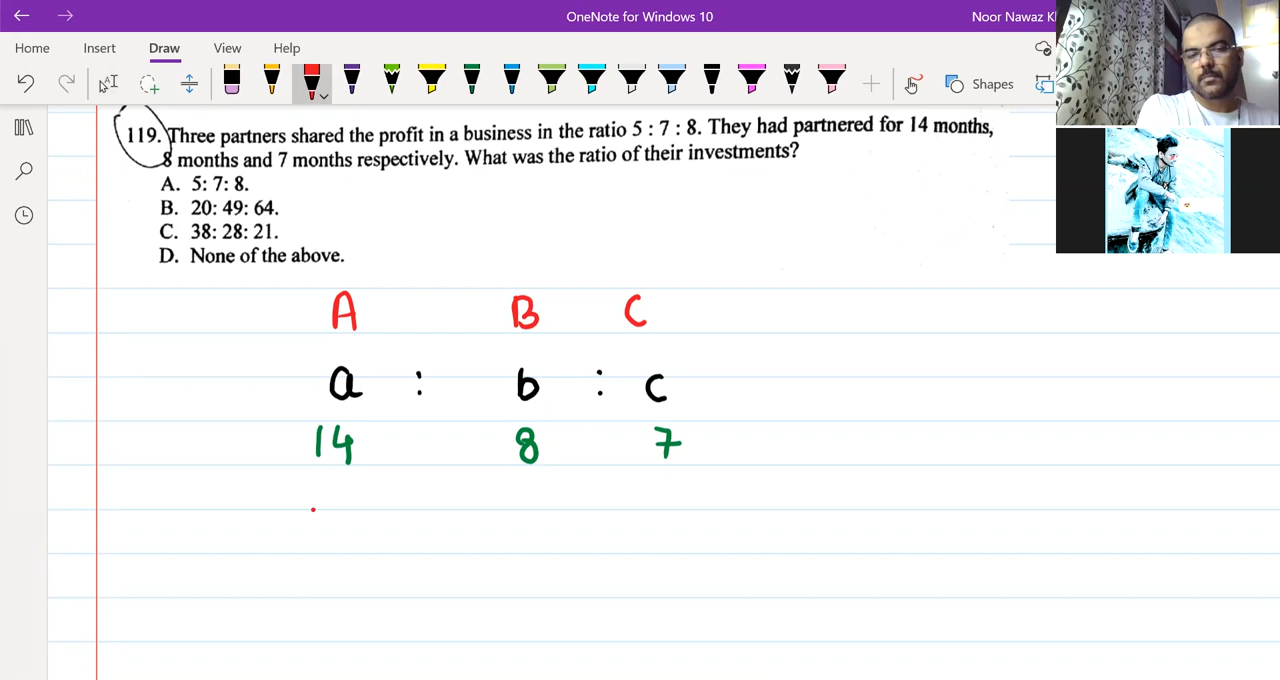 OneNote for Windows 10
Noor Nawaz
Home Insert Draw View Help
Shapes
119. Three partners shared the profit in a business in the ratio 5 : 7 : 8. They had partnered for 14 months,
8 months and 7 months respectively. What was the ratio of their investments?
A. 5: 7: 8.
B. 20: 49: 64.
C. 38: 28: 21.
D. None of the above.
A B C
a : b : c
14 8 7